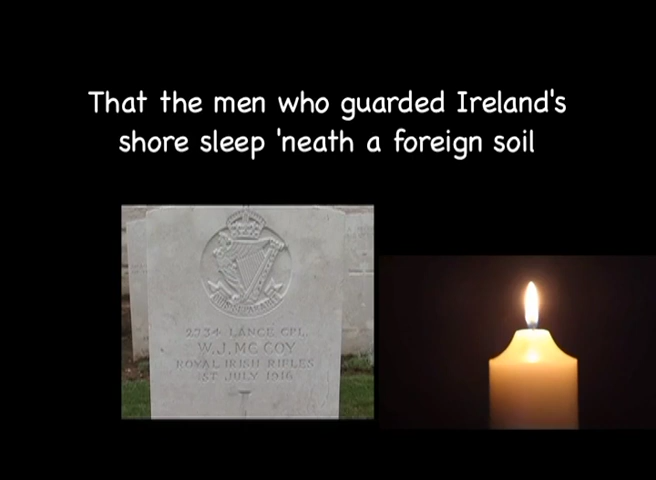 That the men who guarded Ireland's
shore sleep 'neath a foreign soil
2734 LANCE CPL.
W.J. MC COY
ROYAL IRISH RIFLES
1ST JULY 1916